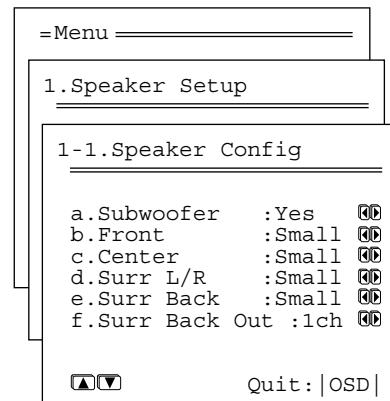 =Menu
1.Speaker Setup
1-1.Speaker Config
a.Subwoofer :Yes
b.Front :Small
c.Center :Small
d.Surr L/R :Small
e.Surr Back :Small
f.Surr Back Out :1ch
Quit:|OSD|